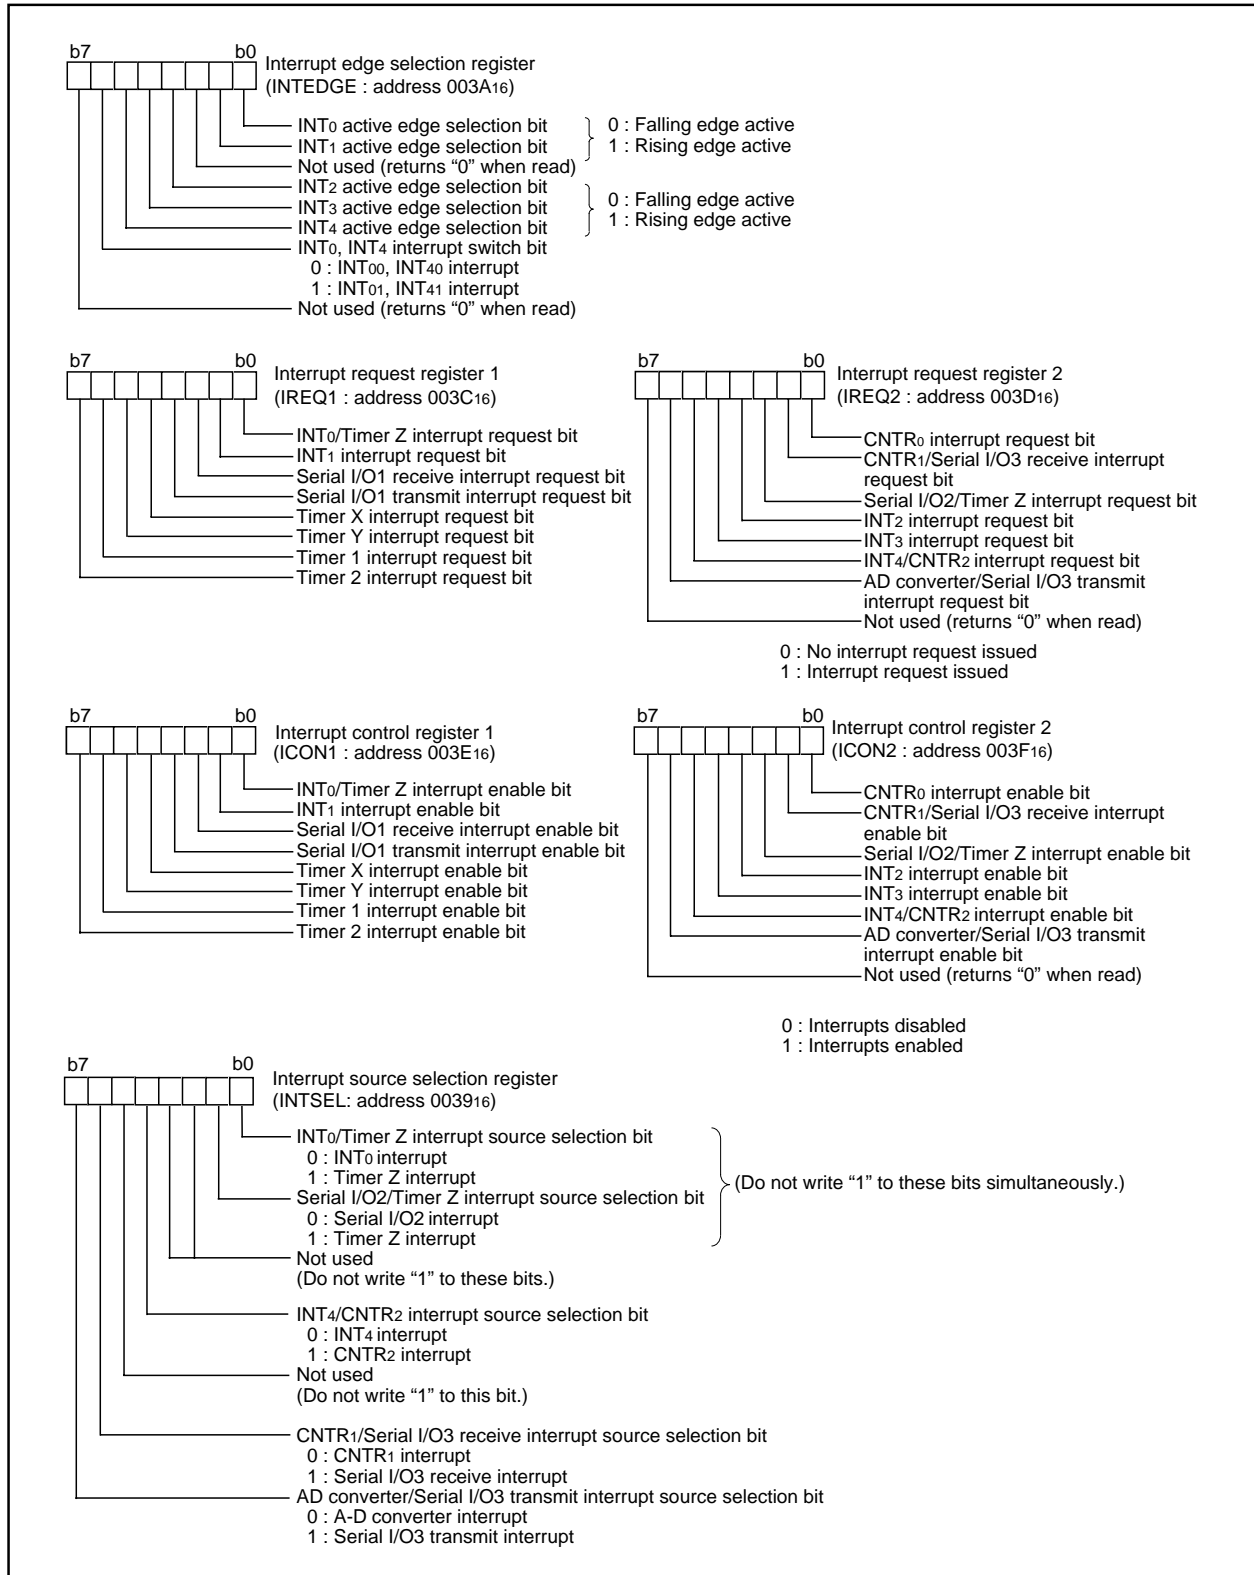 b7 b0
Interrupt edge selection register
(INTEDGE : address 003A16)
INT0 active edge selection bit
INT1 active edge selection bit
0 : Falling edge active
1 : Rising edge active
Not used (returns “0” when read)
INT2 active edge selection bit
INT3 active edge selection bit
INT4 active edge selection bit
0 : Falling edge active
1 : Rising edge active
INT0, INT4 interrupt switch bit
0 : INT00, INT40 interrupt
1 : INT01, INT41 interrupt
Not used (returns “0” when read)
b7 b0
Interrupt request register 1
(IREQ1 : address 003C16)
INT0/Timer Z interrupt request bit
INT1 interrupt request bit
Serial I/O1 receive interrupt request bit
Serial I/O1 transmit interrupt request bit
Timer X interrupt request bit
Timer Y interrupt request bit
Timer 1 interrupt request bit
Timer 2 interrupt request bit
b7 b0
Interrupt request register 2
(IREQ2 : address 003D16)
CNTR0 interrupt request bit
CNTR1/Serial I/O3 receive interrupt
request bit
Serial I/O2/Timer Z interrupt request bit
INT2 interrupt request bit
INT3 interrupt request bit
INT4/CNTR2 interrupt request bit
AD converter/Serial I/O3 transmit
interrupt request bit
Not used (returns “0” when read)
0 : No interrupt request issued
1 : Interrupt request issued
b7 b0
Interrupt control register 1
(ICON1 : address 003E16)
INT0/Timer Z interrupt enable bit
INT1 interrupt enable bit
Serial I/O1 receive interrupt enable bit
Serial I/O1 transmit interrupt enable bit
Timer X interrupt enable bit
Timer Y interrupt enable bit
Timer 1 interrupt enable bit
Timer 2 interrupt enable bit
b7 b0
Interrupt control register 2
(ICON2 : address 003F16)
CNTR0 interrupt enable bit
CNTR1/Serial I/O3 receive interrupt
enable bit
Serial I/O2/Timer Z interrupt enable bit
INT2 interrupt enable bit
INT3 interrupt enable bit
INT4/CNTR2 interrupt enable bit
AD converter/Serial I/O3 transmit
interrupt enable bit
Not used (returns “0” when read)
0 : Interrupts disabled
1 : Interrupts enabled
b7 b0
Interrupt source selection register
(INTSEL: address 003916)
INT0/Timer Z interrupt source selection bit
0 : INT0 interrupt
1 : Timer Z interrupt
Serial I/O2/Timer Z interrupt source selection bit
0 : Serial I/O2 interrupt
1 : Timer Z interrupt
(Do not write “1” to these bits simultaneously.)
Not used
(Do not write “1” to these bits.)
INT4/CNTR2 interrupt source selection bit
0 : INT4 interrupt
1 : CNTR2 interrupt
Not used
(Do not write “1” to this bit.)
CNTR1/Serial I/O3 receive interrupt source selection bit
0 : CNTR1 interrupt
1 : Serial I/O3 receive interrupt
AD converter/Serial I/O3 transmit interrupt source selection bit
0 : A-D converter interrupt
1 : Serial I/O3 transmit interrupt